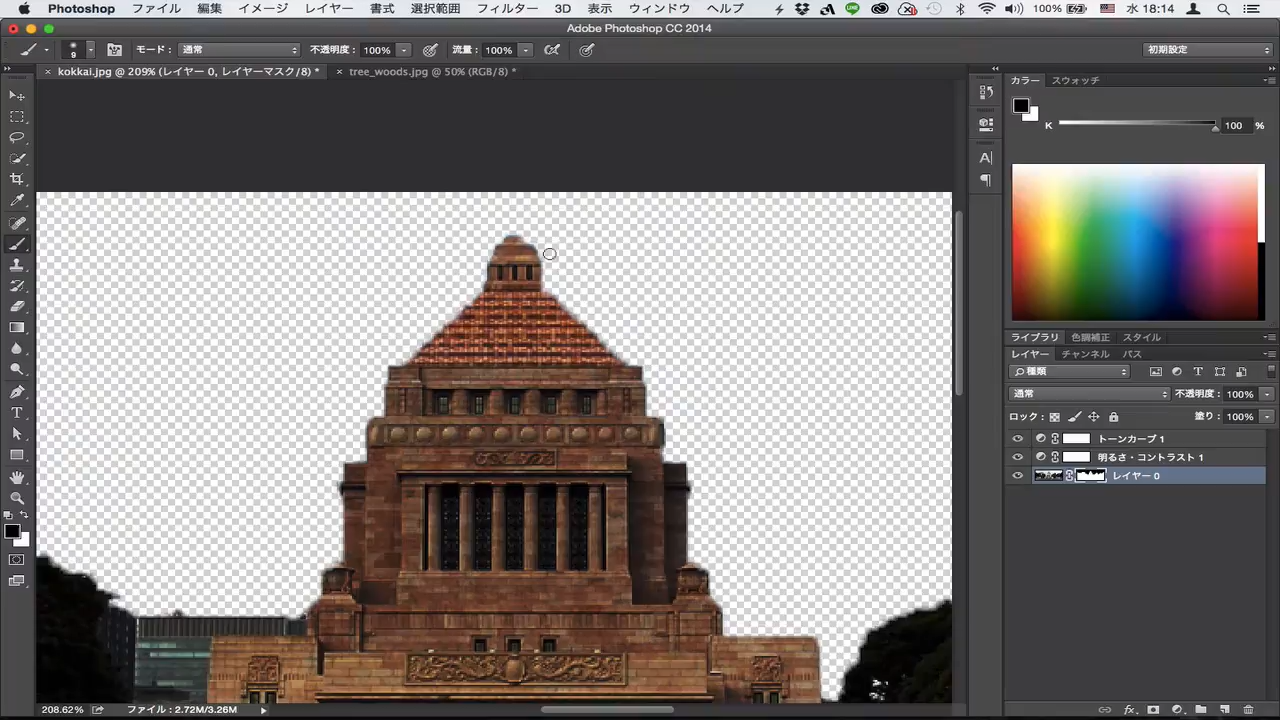 Photoshop ファイル 編集 イメージ レイヤー 書式 選択範囲 フィルター 3D 表示 ウィンドウ ヘルプ 100% 水 18:14
Adobe Photoshop CC 2014
9 モード： 通常 不透明度： 100% 流量： 100% 初期設定
× kokkai.jpg @ 209% (レイヤー 0, レイヤーマスク/8) * × tree_woods.jpg @ 50% (RGB/8) *
カラー スウォッチ
K 100 %
ライブラリ 色調補正 スタイル
レイヤー チャンネル パス
種類
通常 不透明度： 100%
ロック： 塗り： 100%
トーンカーブ 1
明るさ・コントラスト 1
レイヤー 0
208.62% ファイル：2.72M/3.26M